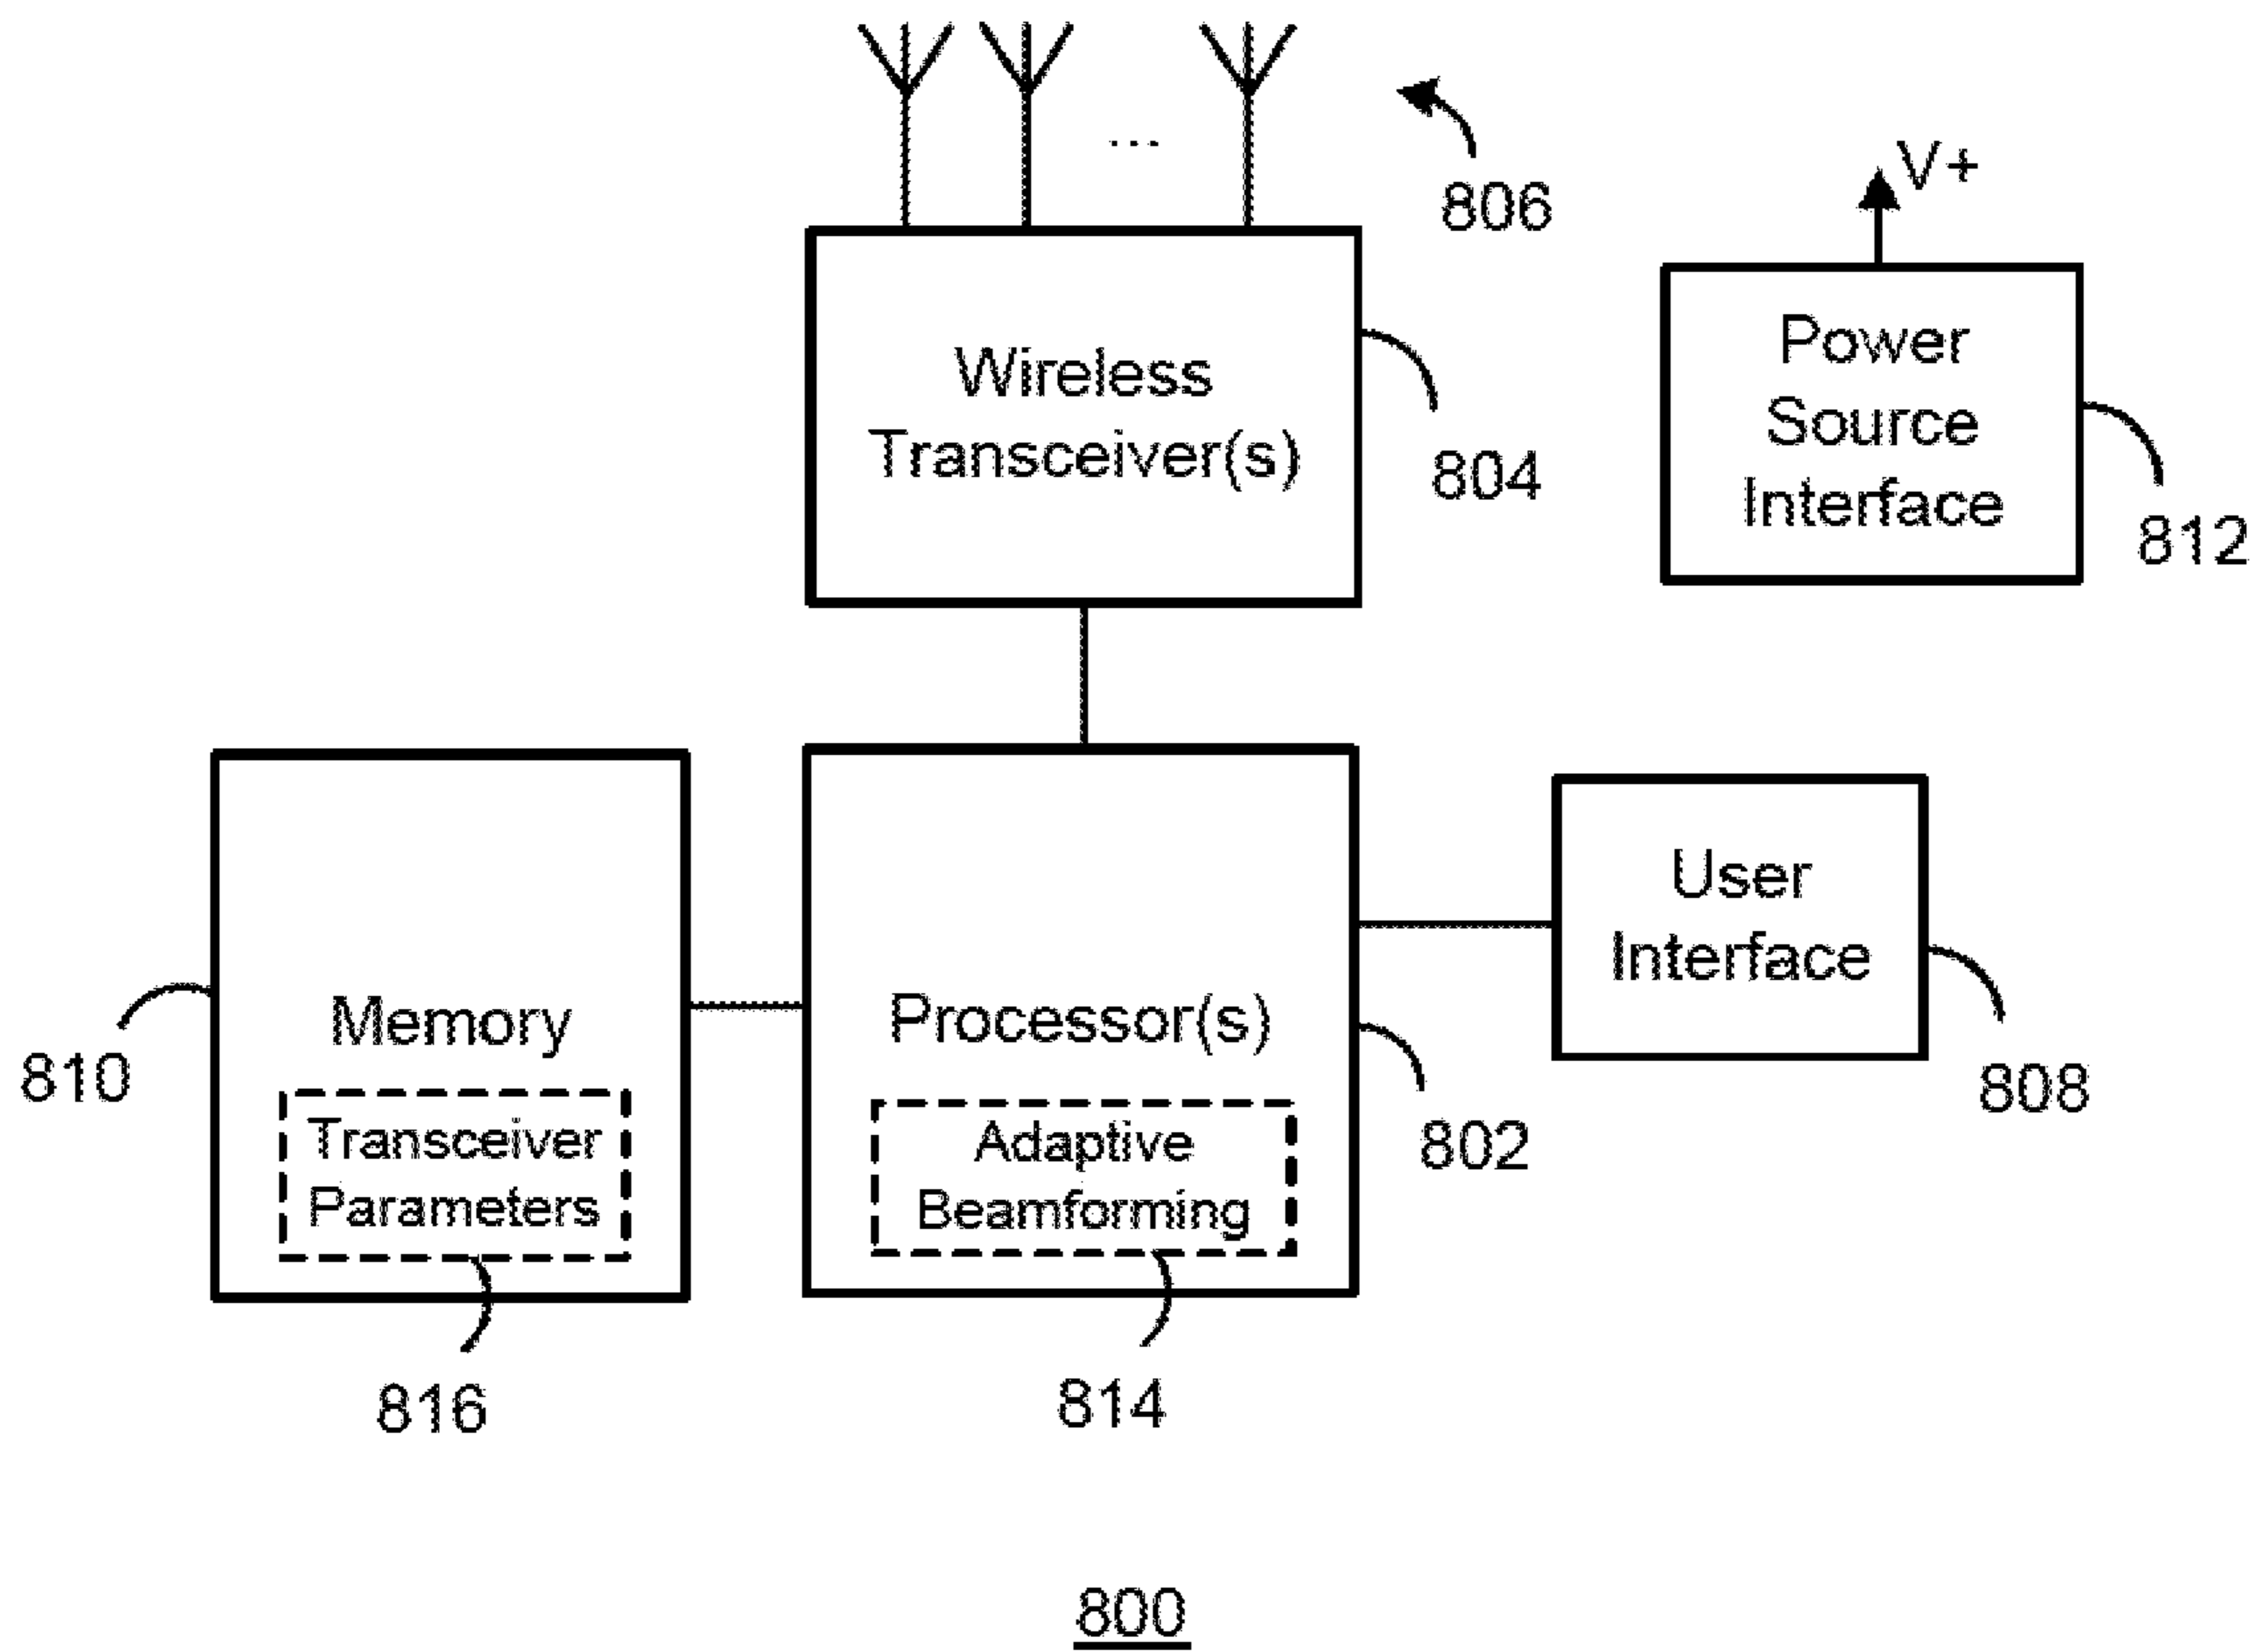 ...
806
V+
Wireless
Transceiver(s)
804
Power
Source
Interface
812
Memory
810
Transceiver
Parameters
816
Processor(s)
802
Adaptive
Beamforming
814
User
Interface
808
800